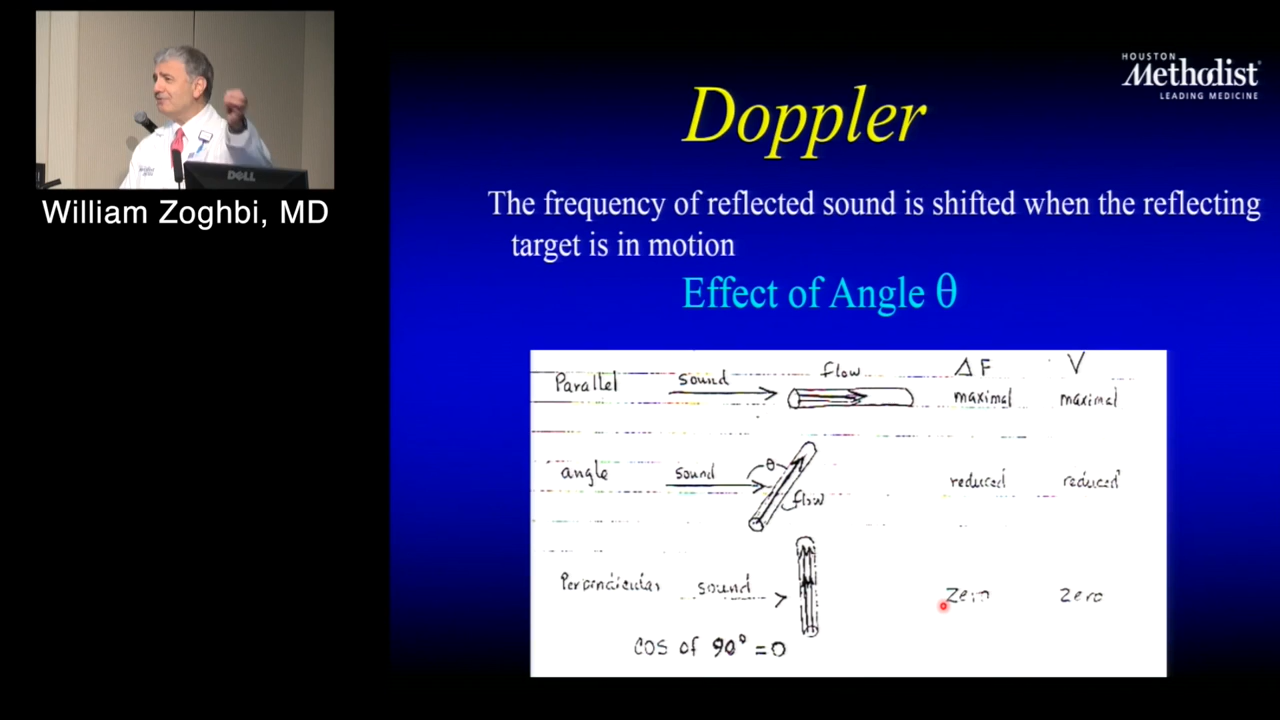 HOUSTON
Methodist
LEADING MEDICINE
DELL
William Zoghbi, MD
Doppler
The frequency of reflected sound is shifted when the reflecting
target is in motion
Effect of Angle θ
flow Δ F V
Parallel sound maximal maximal
θ
angle sound reduced reduced
flow
Perpendicular sound Zero Zero
COS of 90° = 0